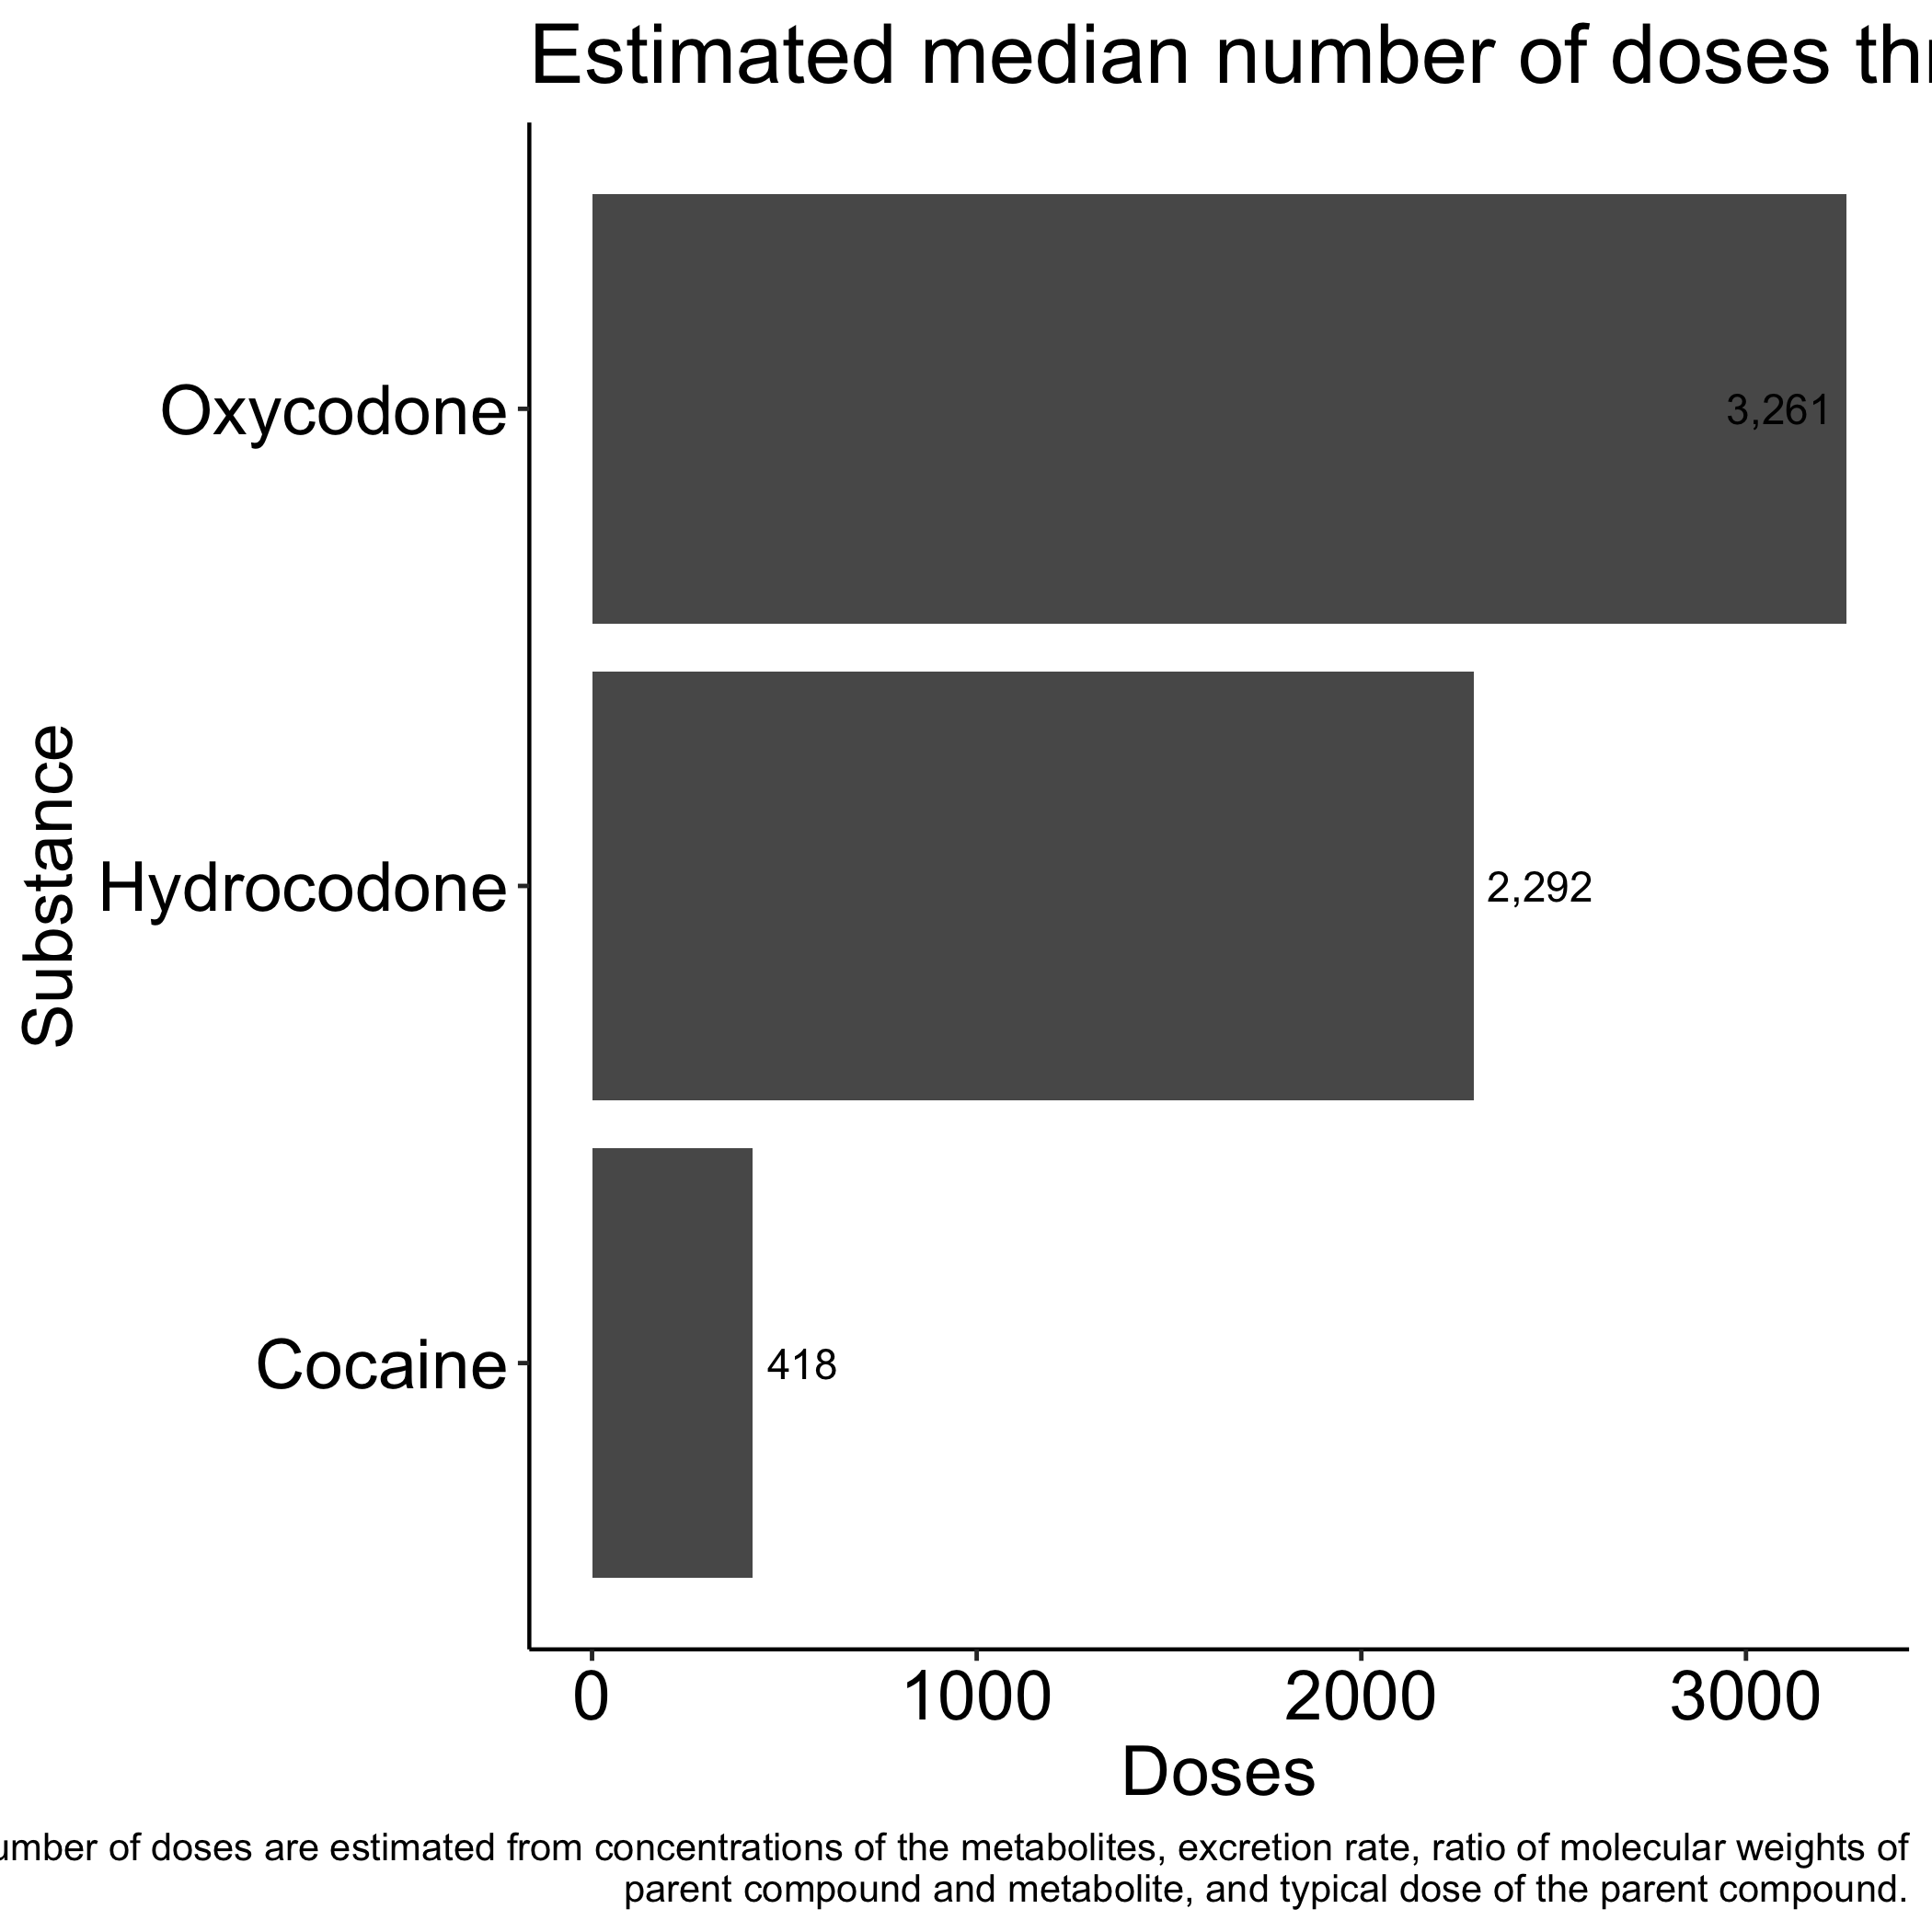 Estimated median number of doses
Oxycodone
3,261
Substance
Hydrocodone
2,292
Cocaine
418
0 1000 2000 3000
Doses
of doses are estimated from concentrations of the metabolites, excretion rate, ratio of molecular weights of
parent compound and metabolite, and typical dose of the parent compound.